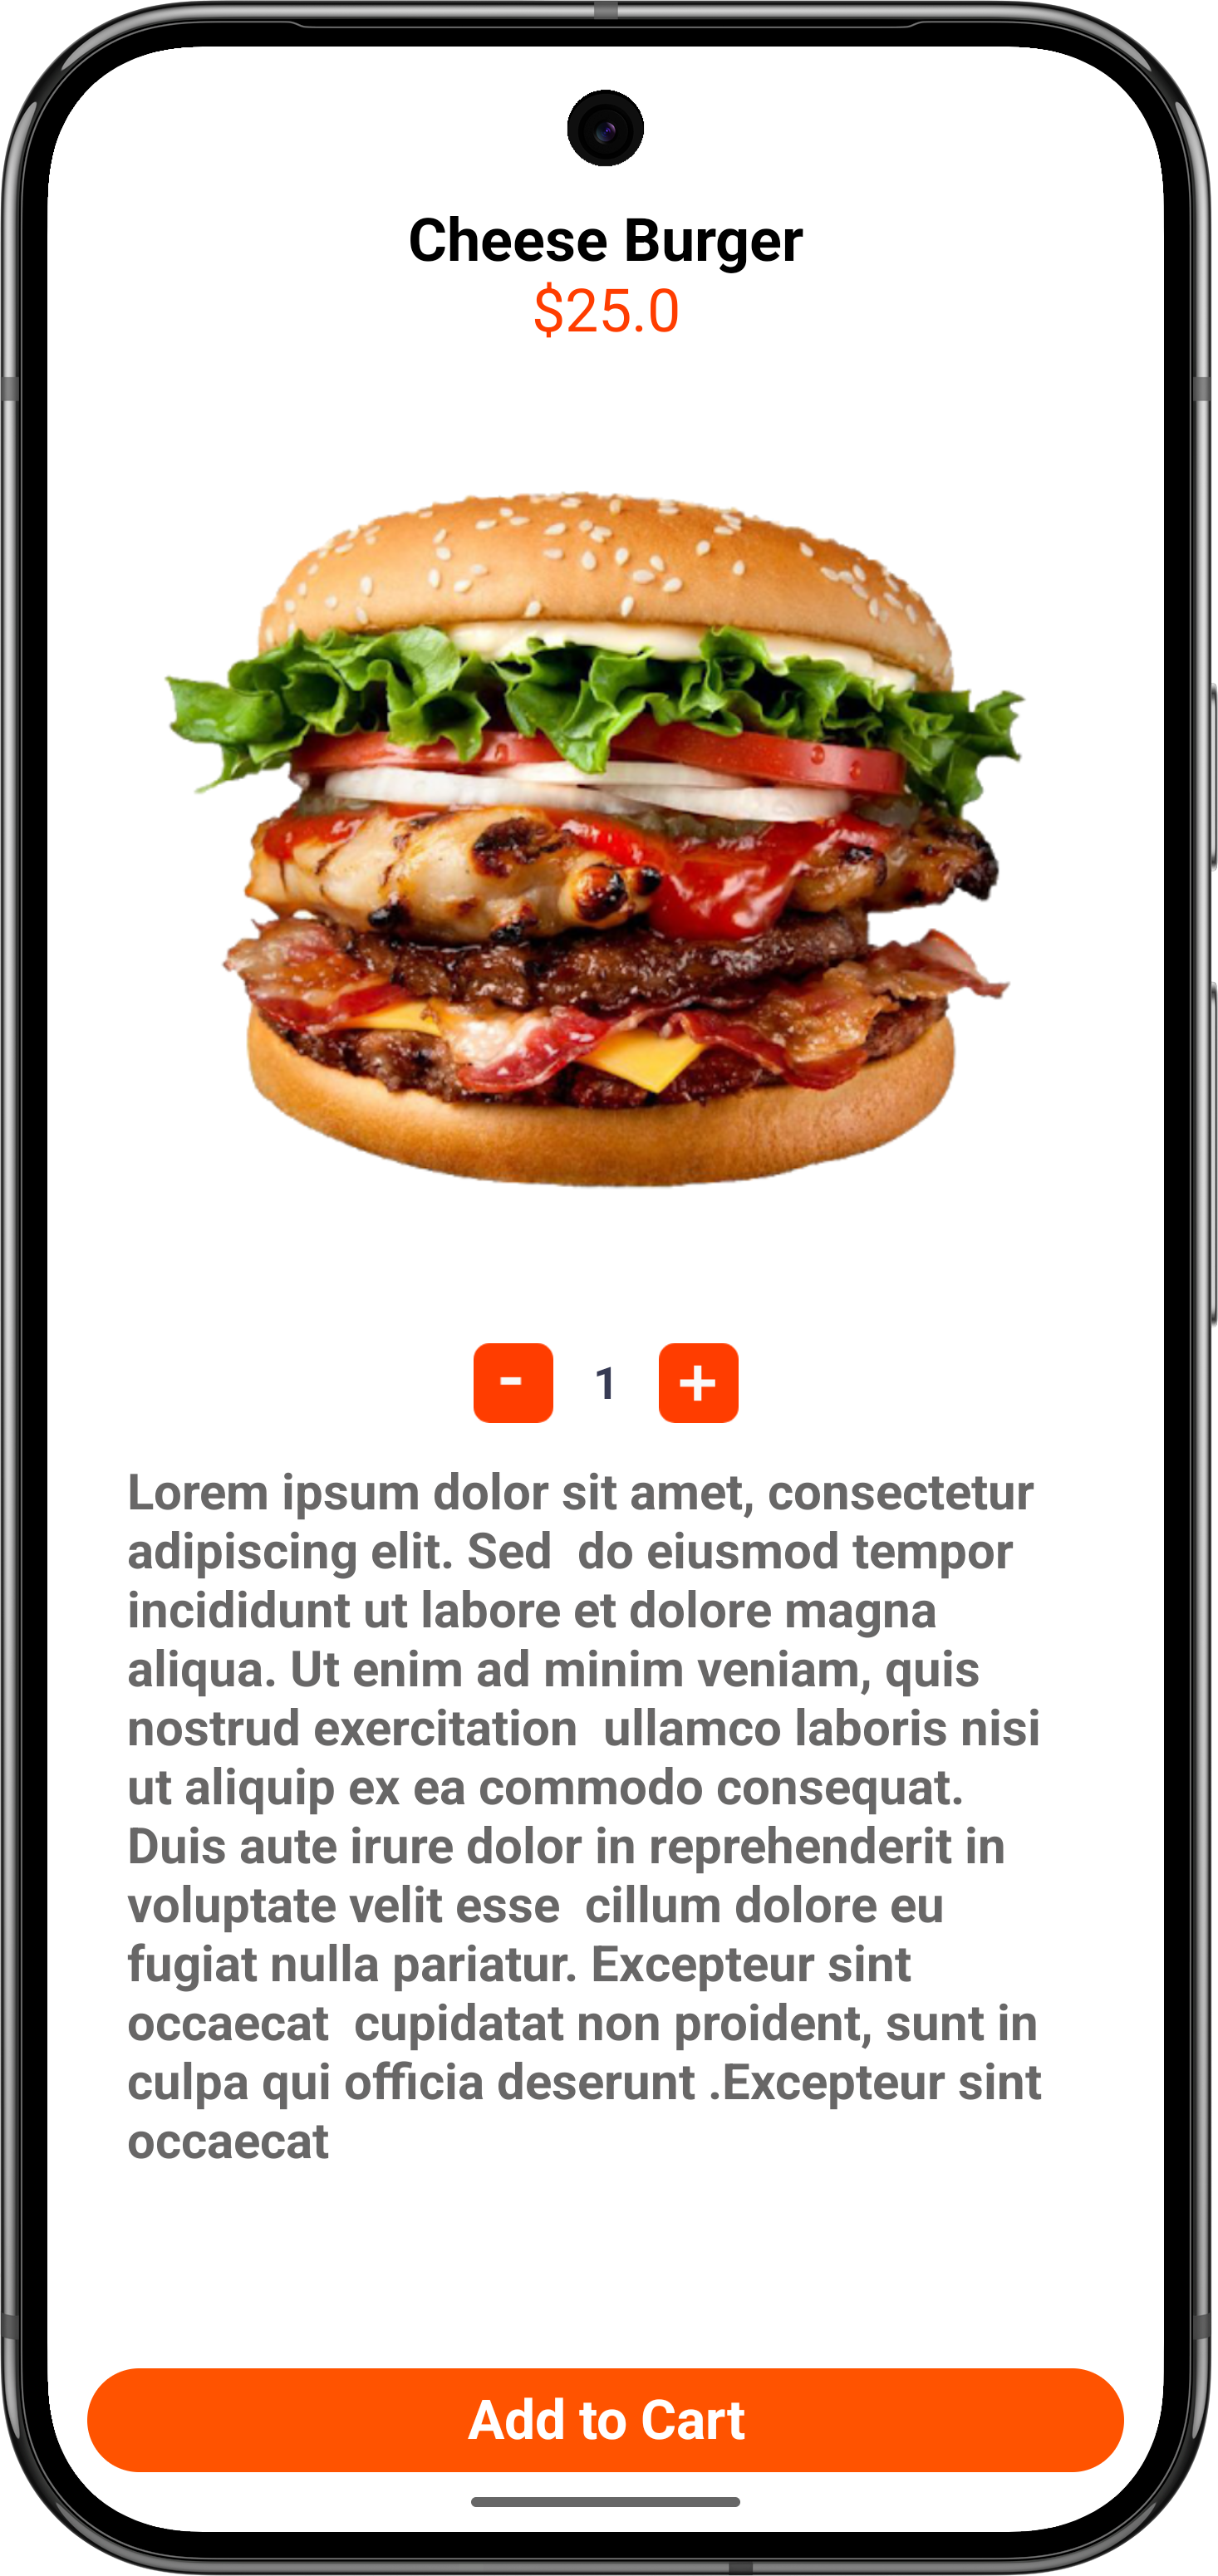 Cheese Burger
$25.0
- 1 +
Lorem ipsum dolor sit amet, consectetur
adipiscing elit. Sed  do eiusmod tempor
incididunt ut labore et dolore magna
aliqua. Ut enim ad minim veniam, quis
nostrud exercitation  ullamco laboris nisi
ut aliquip ex ea commodo consequat.
Duis aute irure dolor in reprehenderit in
voluptate velit esse  cillum dolore eu
fugiat nulla pariatur. Excepteur sint
occaecat  cupidatat non proident, sunt in
culpa qui officia deserunt .Excepteur sint
occaecat
Add to Cart